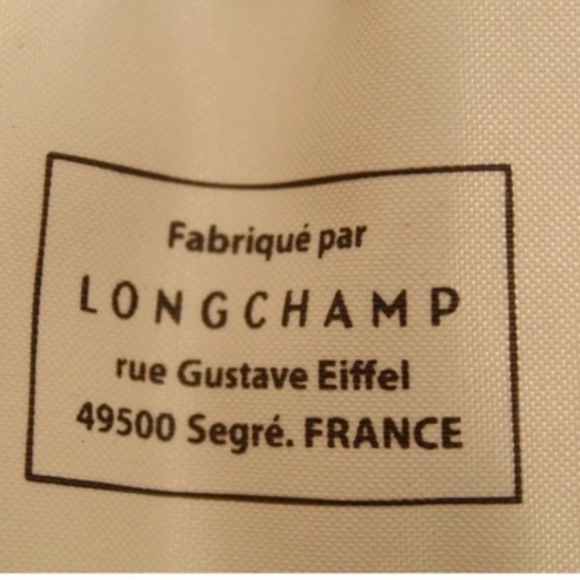 Fabriqué par
LONGCHAMP
rue Gustave Eiffel
49500 Segré. FRANCE